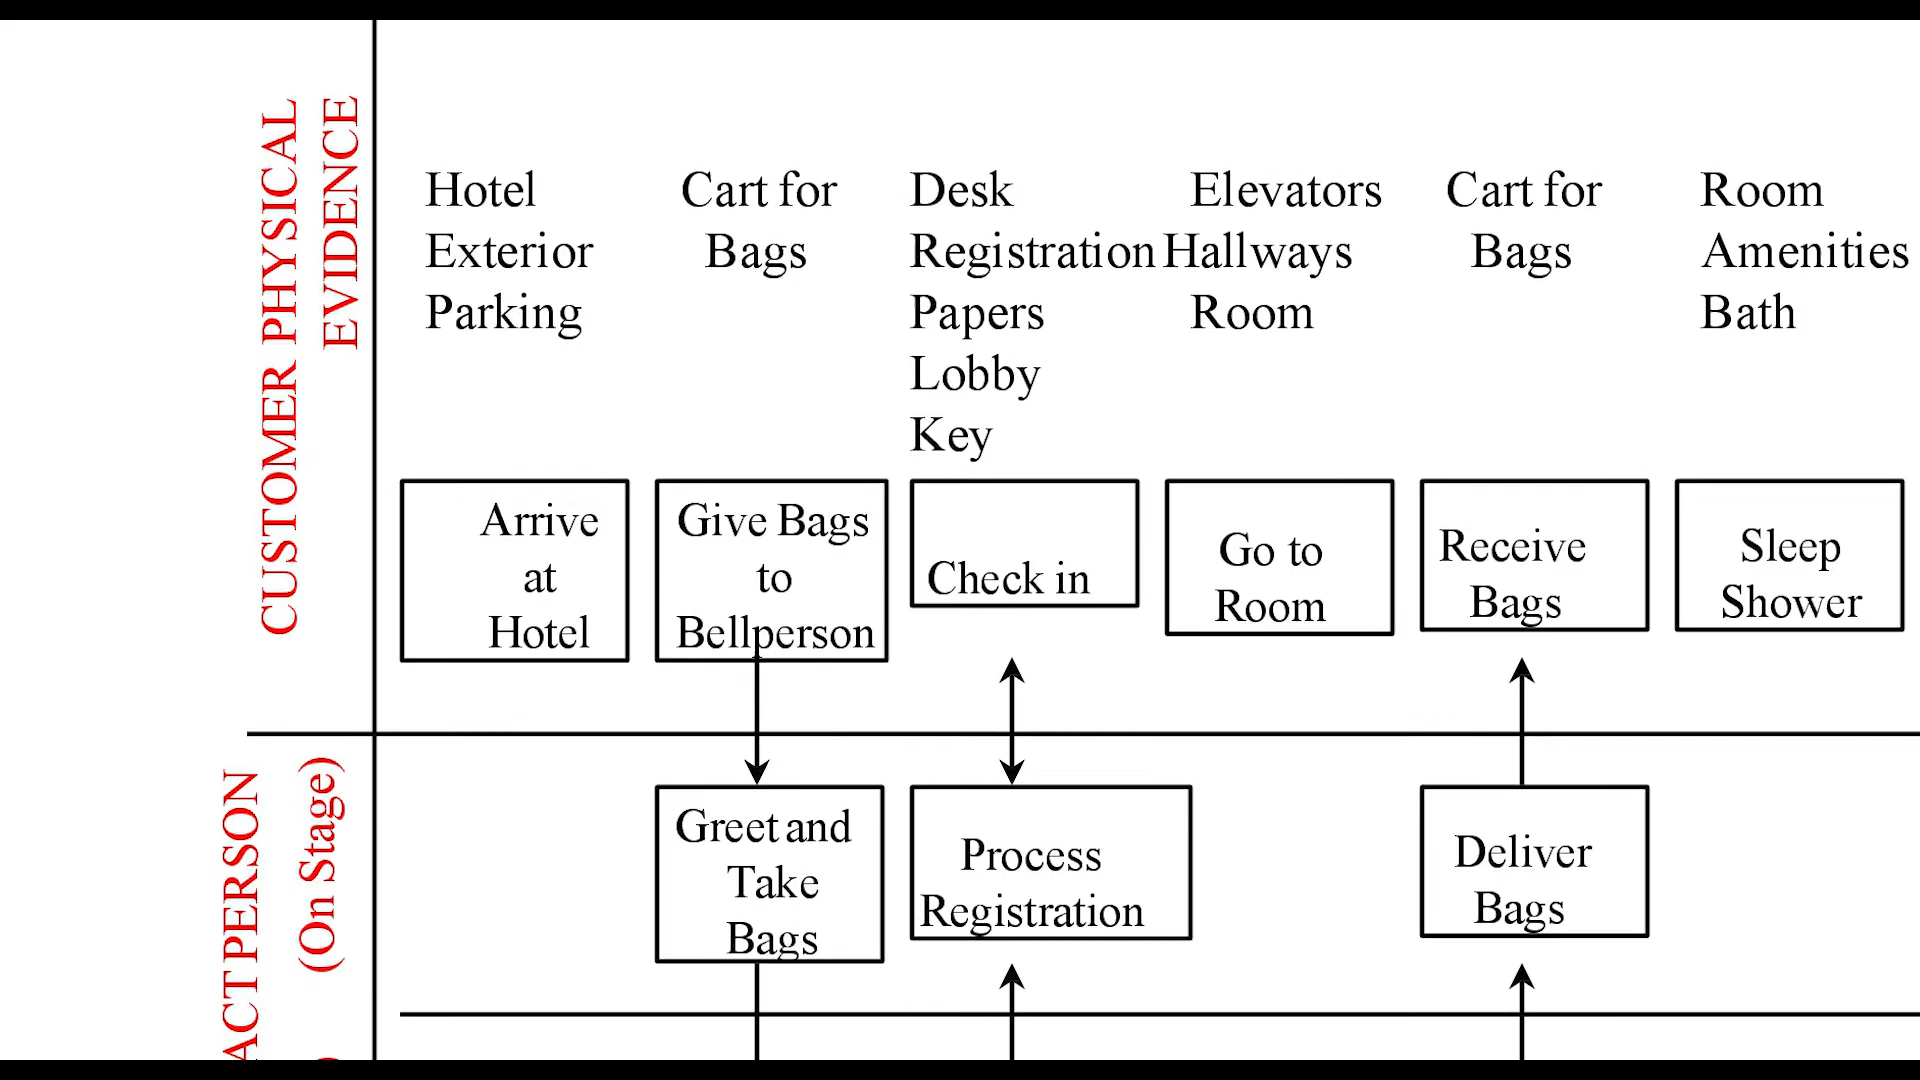 CUSTOMER PHYSICAL
EVIDENCE
Hotel
Exterior
Parking
Cart for
Bags
Desk
Registration
Papers
Lobby
Key
Elevators
Hallways
Room
Cart for
Bags
Room
Amenities
Bath
Arrive
at
Hotel
Give Bags
to
Bellperson
Check in
Go to
Room
Receive
Bags
Sleep
Shower
ACT PERSON
(On Stage)
Greet and
Take
Bags
Process
Registration
Deliver
Bags